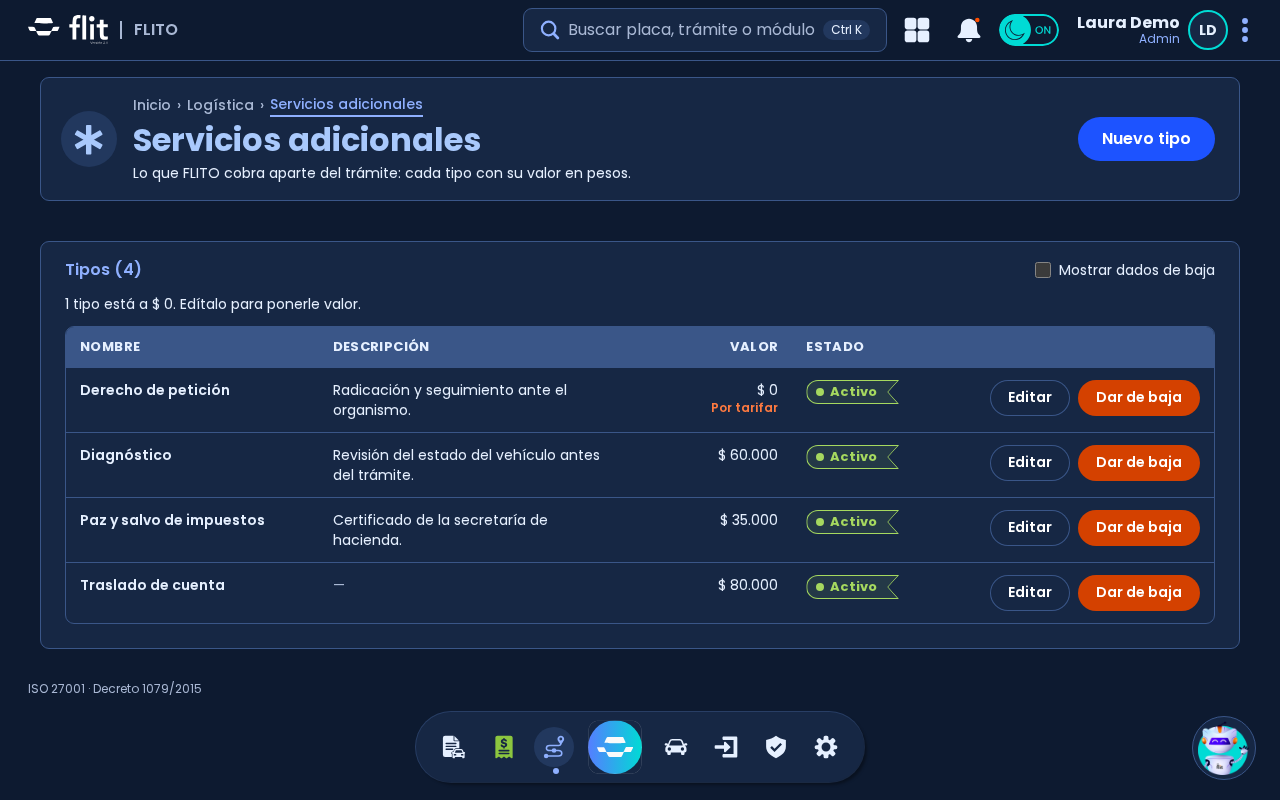 flit
FLITO
Buscar placa, trámite o módulo
Ctrl K
ON
Laura Demo
Admin
LD
Inicio › Logística › Servicios adicionales
Servicios adicionales
Lo que FLITO cobra aparte del trámite: cada tipo con su valor en pesos.
Nuevo tipo
Tipos (4)
Mostrar dados de baja
1 tipo está a $ 0. Edítalo para ponerle valor.
NOMBRE DESCRIPCIÓN VALOR ESTADO
Derecho de petición
Radicación y seguimiento ante el
organismo.
$ 0
Por tarifar
Activo
Editar
Dar de baja
Diagnóstico
Revisión del estado del vehículo antes
del trámite.
$ 60.000
Activo
Editar
Dar de baja
Paz y salvo de impuestos
Certificado de la secretaría de
hacienda.
$ 35.000
Activo
Editar
Dar de baja
Traslado de cuenta
—
$ 80.000
Activo
Editar
Dar de baja
ISO 27001 · Decreto 1079/2015